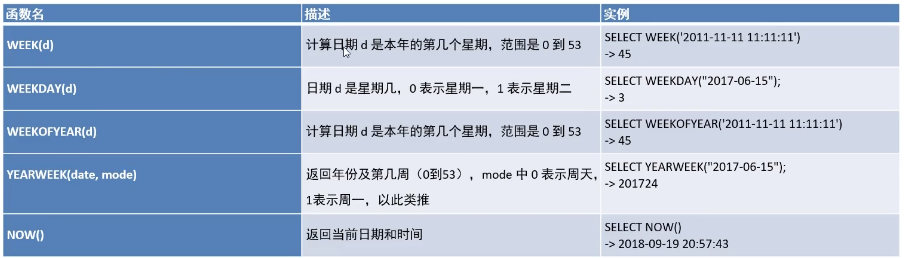 函数名 描述 实例
WEEK(d) 计算日期 d 是本年的第几个星期，范围是 0 到 53 SELECT WEEK('2011-11-11 11:11:11')
-> 45
WEEKDAY(d) 日期 d 是星期几，0 表示星期一，1 表示星期二 SELECT WEEKDAY("2017-06-15");
-> 3
WEEKOFYEAR(d) 计算日期 d 是本年的第几个星期，范围是 0 到 53 SELECT WEEKOFYEAR('2011-11-11 11:11:11')
-> 45
YEARWEEK(date, mode) 返回年份及第几周（0到53），mode 中 0 表示周天， SELECT YEARWEEK("2017-06-15");
1表示周一，以此类推 -> 201724
NOW() 返回当前日期和时间 SELECT NOW()
-> 2018-09-19 20:57:43